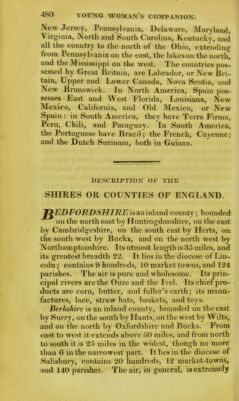 480 YOUNG WOMAN'S COMPANION.
New Jersey, Pennsylvania, Delaware, Maryland,
Virginia, North and South Carolina, Kentucky, and
all the country to the north of the Ohio, extending
from Pennsylvania on the east, the lakes on the north,
and the Mississippi on the west. The countries pos-
sessed by Great Britain, are Labrador, or New Bri-
tain, Upper and Lower Canada, Nova Scotia, and
New Brunswick. In North America, Spain pos-
sesses East and West Florida, Louisiana, New
Mexico, California, and Old Mexico, or New
Spain: in South America, they have Terra Firma,
Peru, Chili, and Paraguay. In South America,
the Portuguese have Brazil; the French, Cayenne;
and the Dutch Surinam, both in Guiana.
DESCRIPTION OF THE
SHIRES OR COUNTIES OF ENGLAND.
BEDFORDSHIRE is an inland county; bounded
on the north east by Huntingdonshire, on the east
by Cambridgeshire, on the south east by Herts, on
the south west by Bucks, and on the north west by
Northamptonshire. Its utmost length is 35 miles, and
its greatest breadth 22. It lies in the diocese of Lin-
coln; contains 9 hundreds, 10 market towns, and 124
parishes. The air is pure and wholesome. Its prin-
cipal rivers are the Ouze and the Ivel. Its chief pro-
ducts are corn, butter, and fuller's earth; its manu-
factures, lace, straw hats, baskets, and toys.
Berkshire is an inland county, bounded on the east
by Surry, on the south by Hants, on the west by Wilts,
and on the north by Oxfordshire and Bucks. From
east to west it extends above 50 miles, and from north
to south it is 25 miles in the widest, though no more
than 6 in the narrowest part. It lies in the diocese of
Salisbury, contains 20 hundreds, 12 market-towns,
and 140 parishes. The air, in general, is extremely